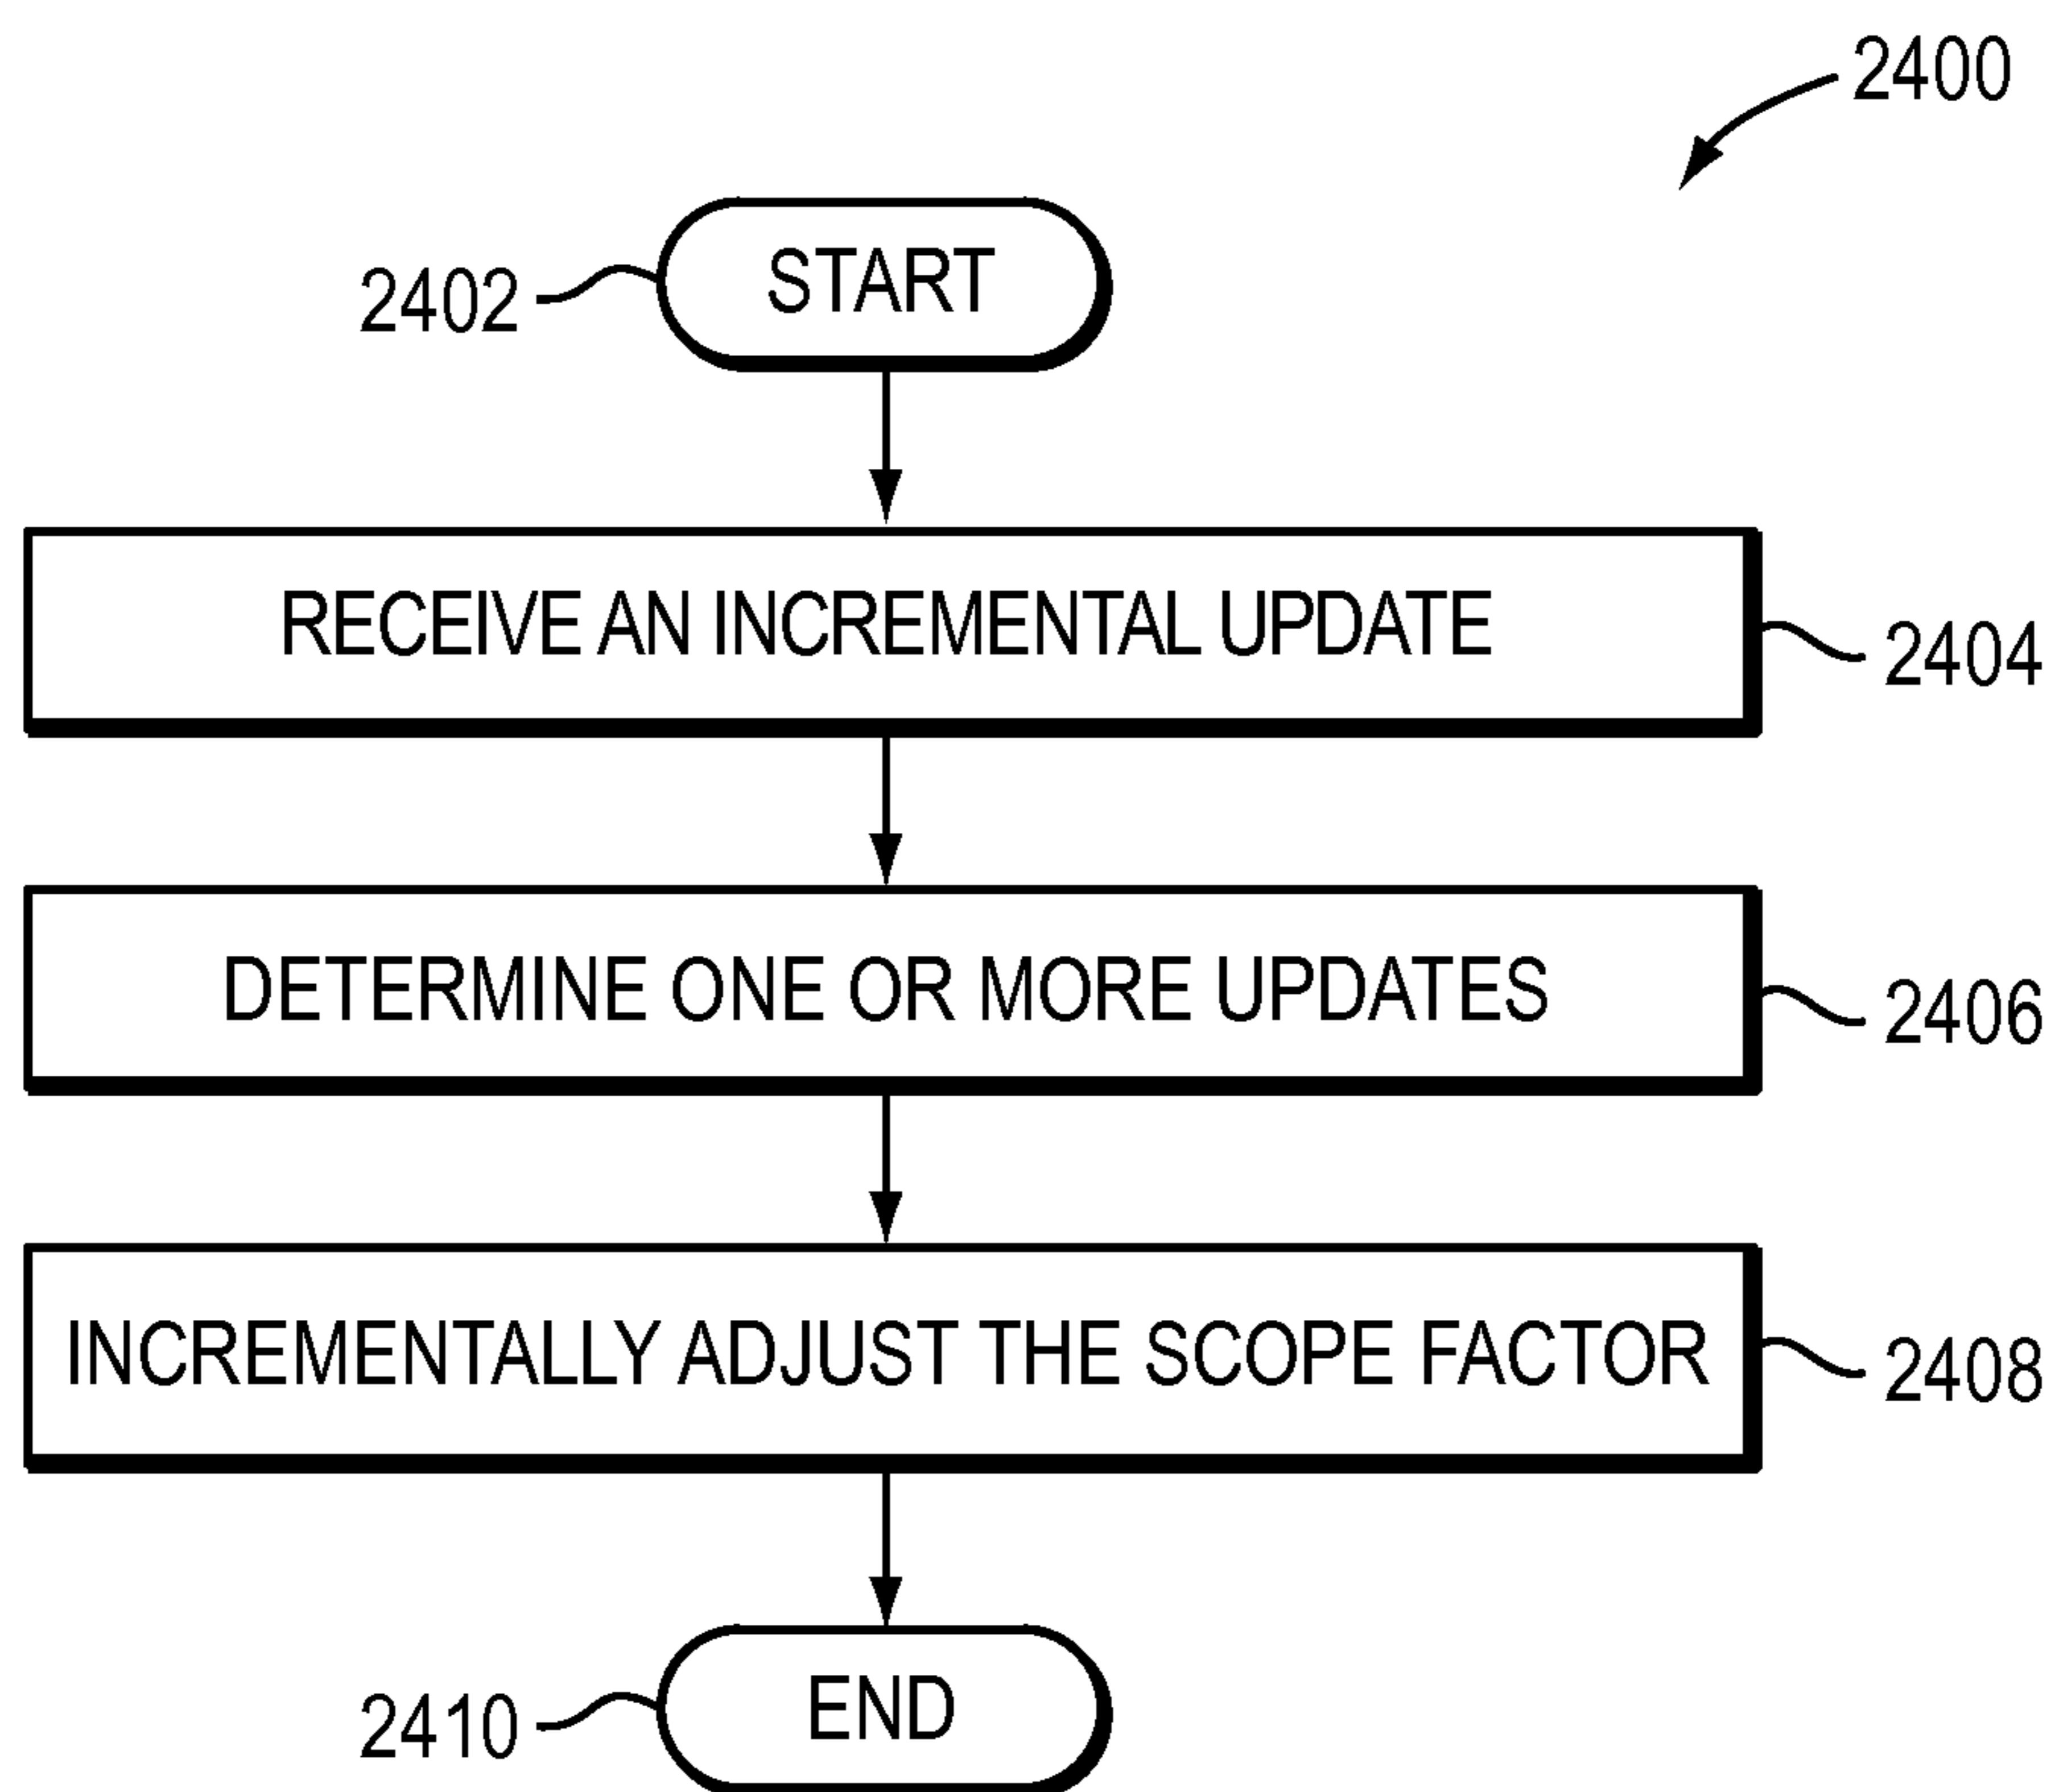 2400
START
2402
RECEIVE AN INCREMENTAL UPDATE
2404
DETERMINE ONE OR MORE UPDATES
2406
INCREMENTALLY ADJUST THE SCOPE FACTOR
2408
END
2410